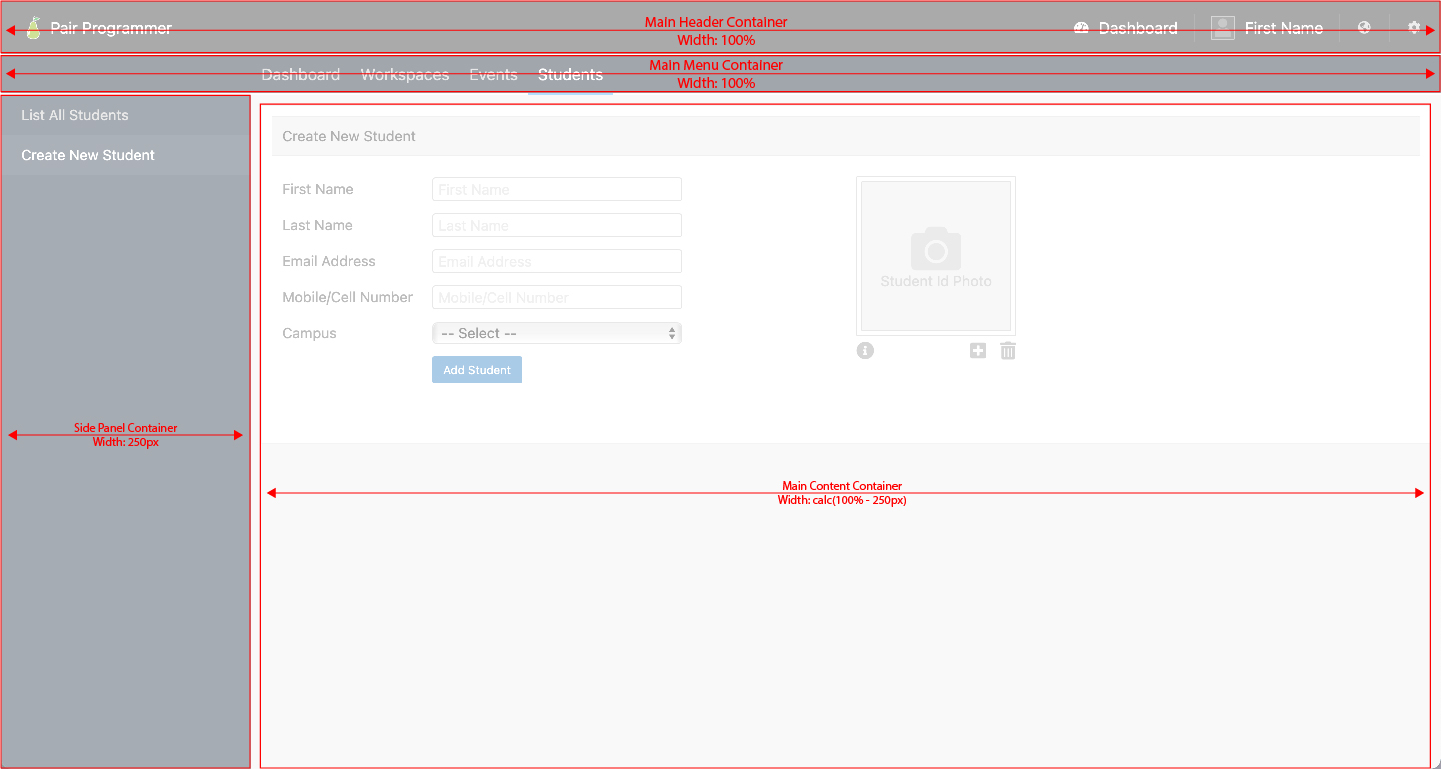 Pair Programmer
Main Header Container
Width: 100%
Dashboard
First Name
Dashboard
Workspaces
Events
Students
Main Menu Container
Width: 100%
List All Students
Create New Student
Side Panel Container
Width: 250px
Create New Student
First Name
First Name
Last Name
Last Name
Email Address
Email Address
Mobile/Cell Number
Mobile/Cell Number
Campus
-- Select --
Add Student
Student Id Photo
Main Content Container
Width: calc(100% - 250px)